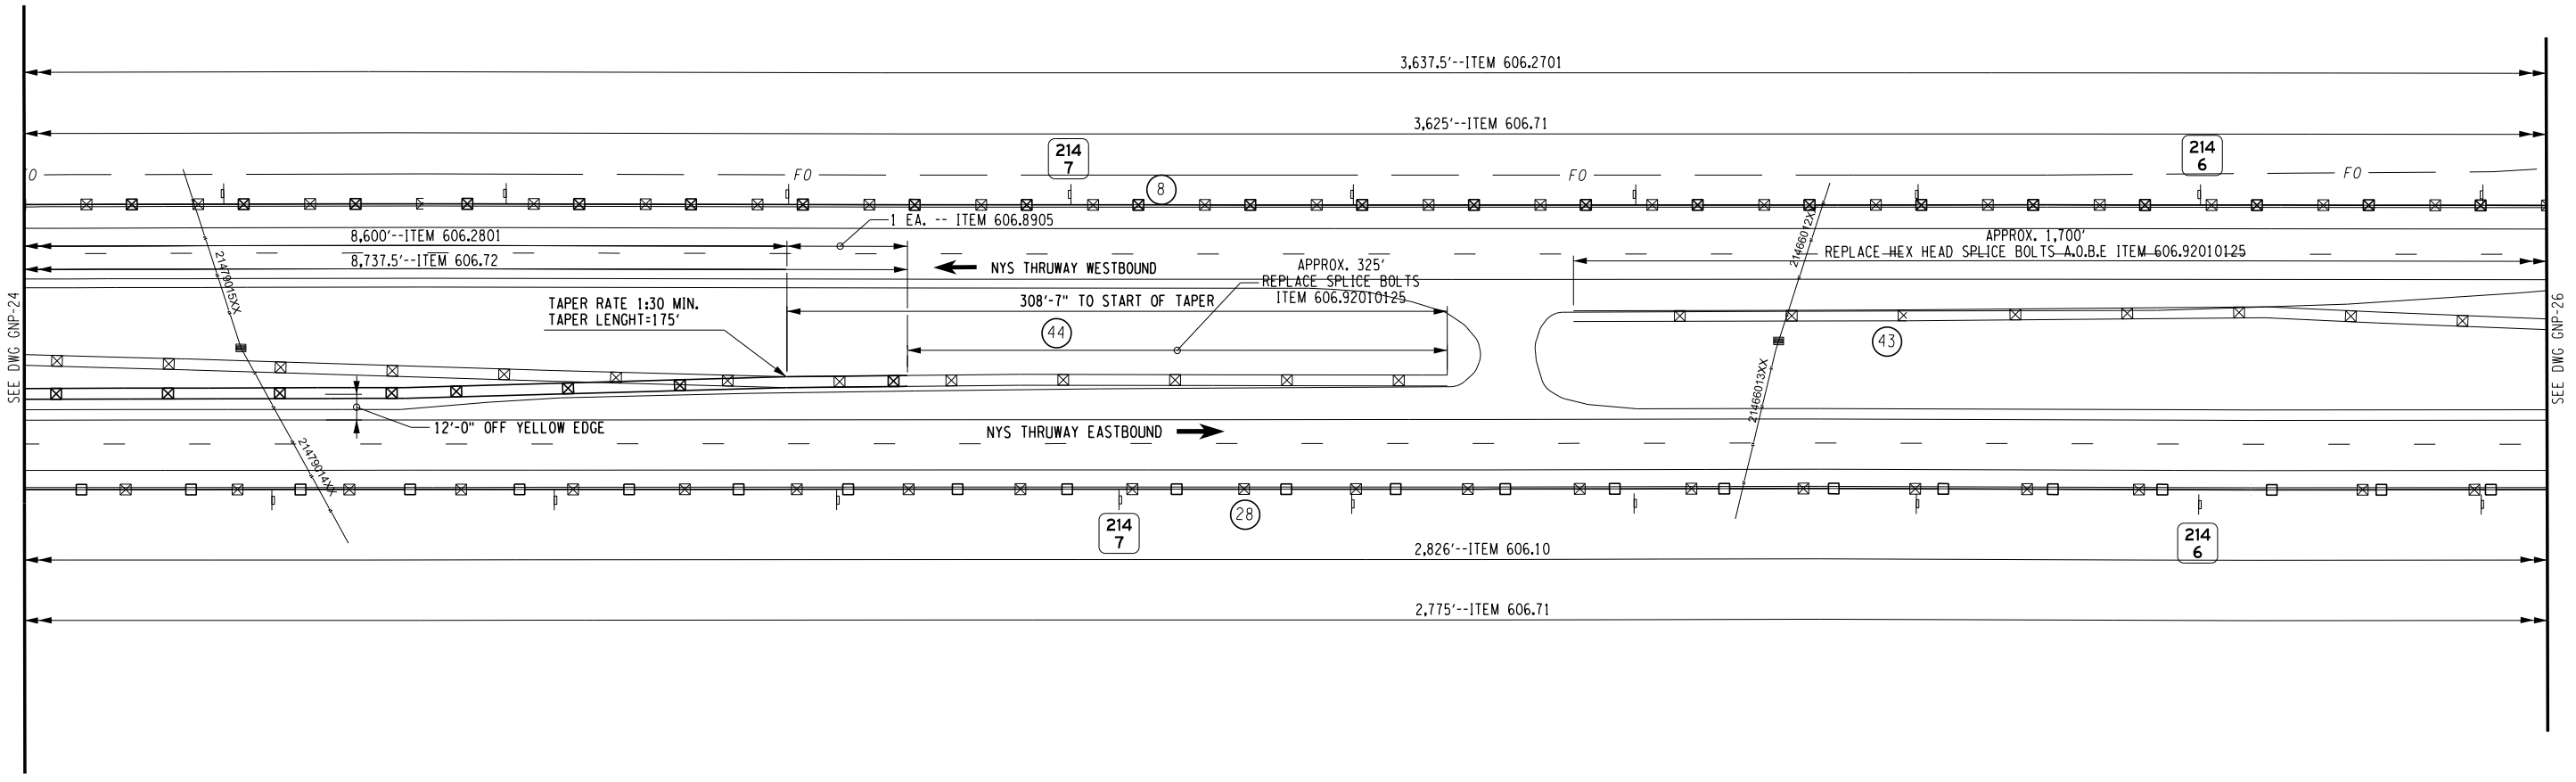 3,637.5'--ITEM 606.2701
3,625'--ITEM 606.71
214
7
214
6
FO
FO
FO
FO
8
1 EA. -- ITEM 606.8905
8,600'--ITEM 606.2801
8,737.5'--ITEM 606.72
NYS THRUWAY WESTBOUND
APPROX. 325'
REPLACE SPLICE BOLTS
ITEM 606.92010125
APPROX. 1,700'
REPLACE HEX HEAD SPLICE BOLTS A.O.B.E ITEM 606.92010125
21479015XX
21466012XX
TAPER RATE 1:30 MIN.
TAPER LENGHT=175'
308'-7" TO START OF TAPER
44
43
SEE DWG GNP-24
SEE DWG GNP-26
21466013XX
12'-0" OFF YELLOW EDGE
NYS THRUWAY EASTBOUND
21479014XX
28
214
7
214
6
2,826'--ITEM 606.10
2,775'--ITEM 606.71